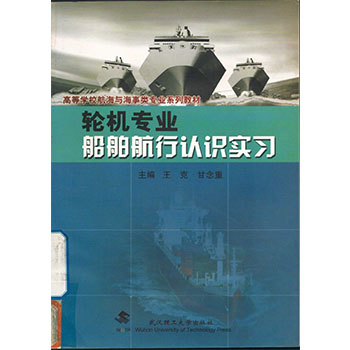 高等学校航海与海事类专业系列教材
轮机专业
船舶航行认识实习
主编 王 竞 甘念重
武汉理工大学出版社
Wuhan University of Technology Press